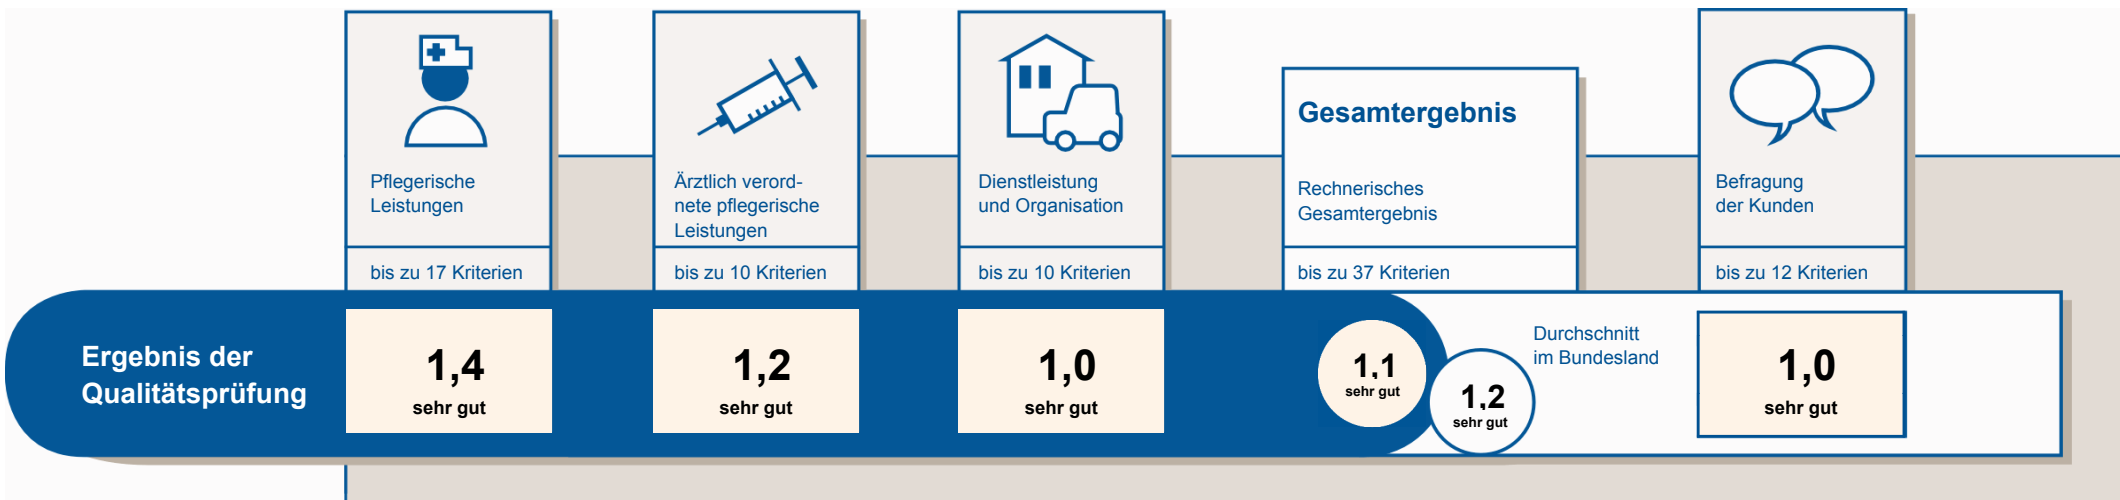 Pflegerische
Leistungen
bis zu 17 Kriterien
Ärztlich verord-
nete pflegerische
Leistungen
bis zu 10 Kriterien
Dienstleistung
und Organisation
bis zu 10 Kriterien
Gesamtergebnis
Rechnerisches
Gesamtergebnis
bis zu 37 Kriterien
Befragung
der Kunden
bis zu 12 Kriterien
Ergebnis der
Qualitätsprüfung
1,4
sehr gut
1,2
sehr gut
1,0
sehr gut
1,1
sehr gut
1,2
sehr gut
Durchschnitt
im Bundesland
1,0
sehr gut